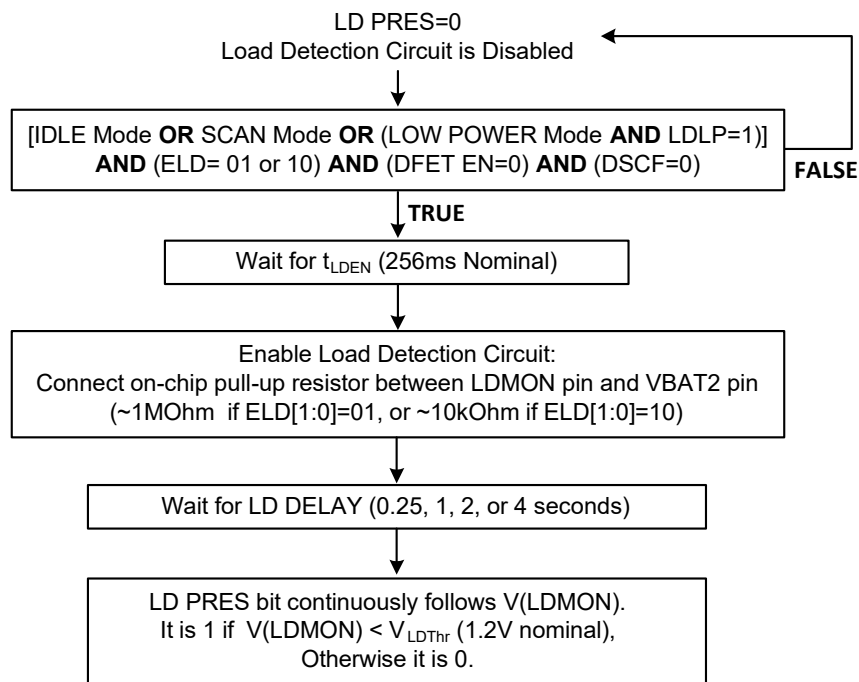 LD PRES=0
Load Detection Circuit is Disabled
[IDLE Mode OR SCAN Mode OR (LOW POWER Mode AND LDLP=1)]
AND (ELD= 01 or 10) AND (DFET EN=0) AND (DSCF=0)
FALSE
TRUE
Wait for tLDEN (256ms Nominal)
Enable Load Detection Circuit:
Connect on-chip pull-up resistor between LDMON pin and VBAT2 pin
(~1MOhm if ELD[1:0]=01, or ~10kOhm if ELD[1:0]=10)
Wait for LD DELAY (0.25, 1, 2, or 4 seconds)
LD PRES bit continuously follows V(LDMON).
It is 1 if V(LDMON) < VLDThr (1.2V nominal),
Otherwise it is 0.